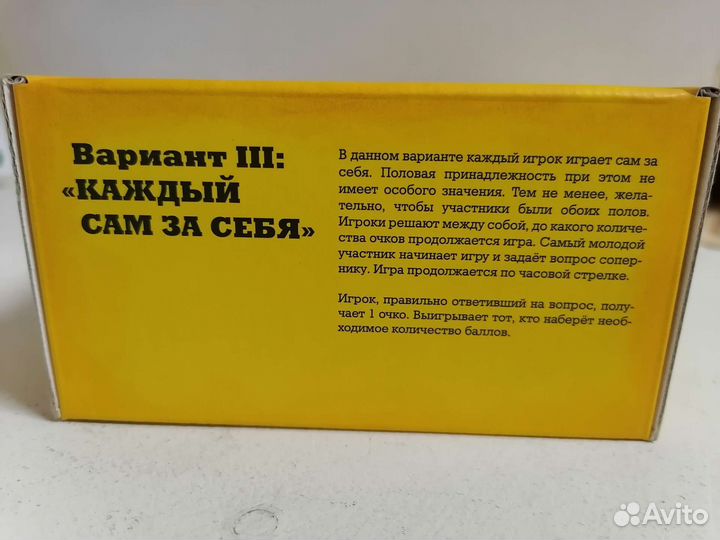 Вариант III:
«КАЖДЫЙ
САМ ЗА СЕБЯ»
В данном варианте каждый игрок играет сам за
себя. Половая принадлежность при этом не
имеет особого значения. Тем не менее, жела-
тельно, чтобы участники были обоих полов.
Игроки решают между собой, до какого количе-
ства очков продолжается игра. Самый молодой
участник начинает игру и задаёт вопрос сопер-
нику. Игра продолжается по часовой стрелке.
Игрок, правильно ответивший на вопрос, полу-
чает 1 очко. Выигрывает тот, кто наберёт необ-
ходимое количество баллов.
Avito